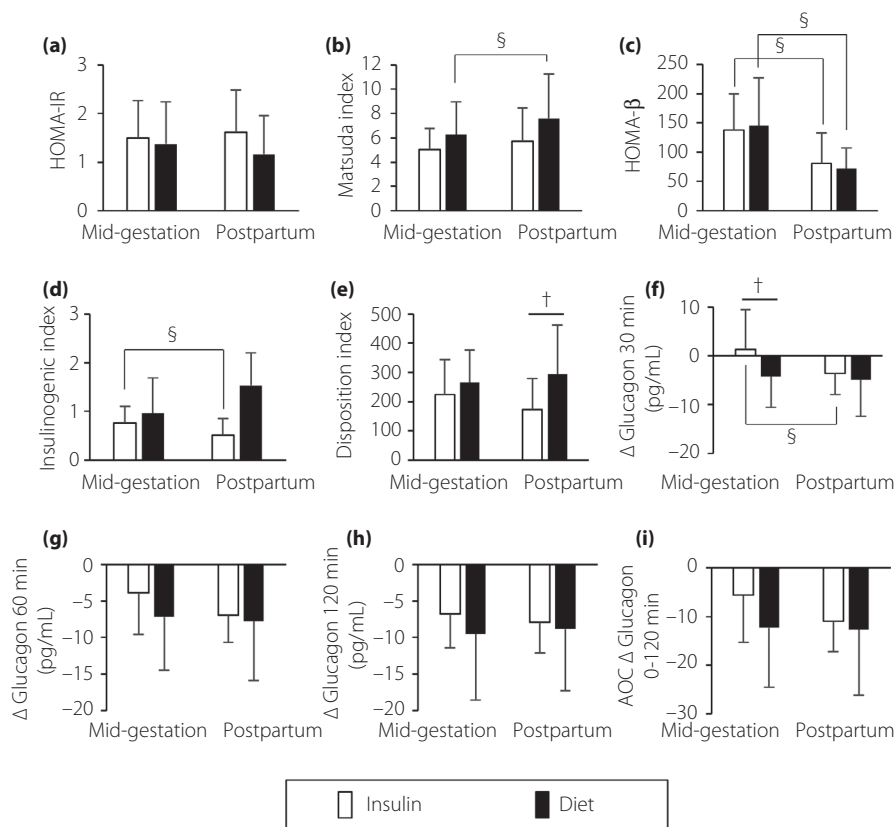 (a)
HOMA-IR
3
2
1
0
Mid-gestation Postpartum
(b)
Matsuda index
12
10
8
6
4
2
0
§
Mid-gestation Postpartum
(c)
HOMA-β
250
200
150
100
50
0
§
§
Mid-gestation Postpartum
(d)
Insulinogenic index
3
2
1
0
§
Mid-gestation Postpartum
(e)
Disposition index
500
400
300
200
100
0
†
Mid-gestation Postpartum
(f)
Δ Glucagon 30 min
(pg/mL)
10
0
−10
−20
†
§
Mid-gestation Postpartum
(g)
Δ Glucagon 60 min
(pg/mL)
0
−5
−10
−15
−20
Mid-gestation Postpartum
(h)
Δ Glucagon 120 min
(pg/mL)
0
−5
−10
−15
−20
Mid-gestation Postpartum
(i)
AOC Δ Glucagon
0-120 min
0
−10
−20
−30
Mid-gestation Postpartum
Insulin Diet